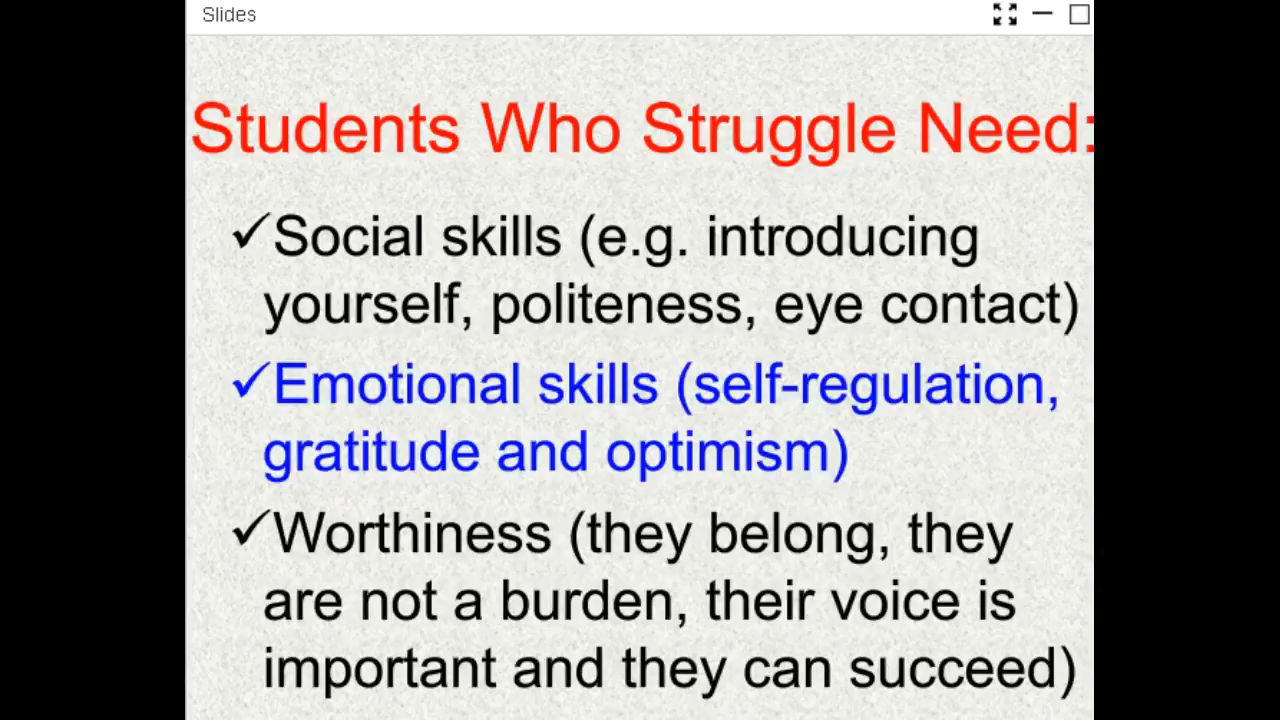 Slides
Students Who Struggle Need:
✓Social skills (e.g. introducing
yourself, politeness, eye contact)
✓Emotional skills (self-regulation,
gratitude and optimism)
✓Worthiness (they belong, they
are not a burden, their voice is
important and they can succeed)